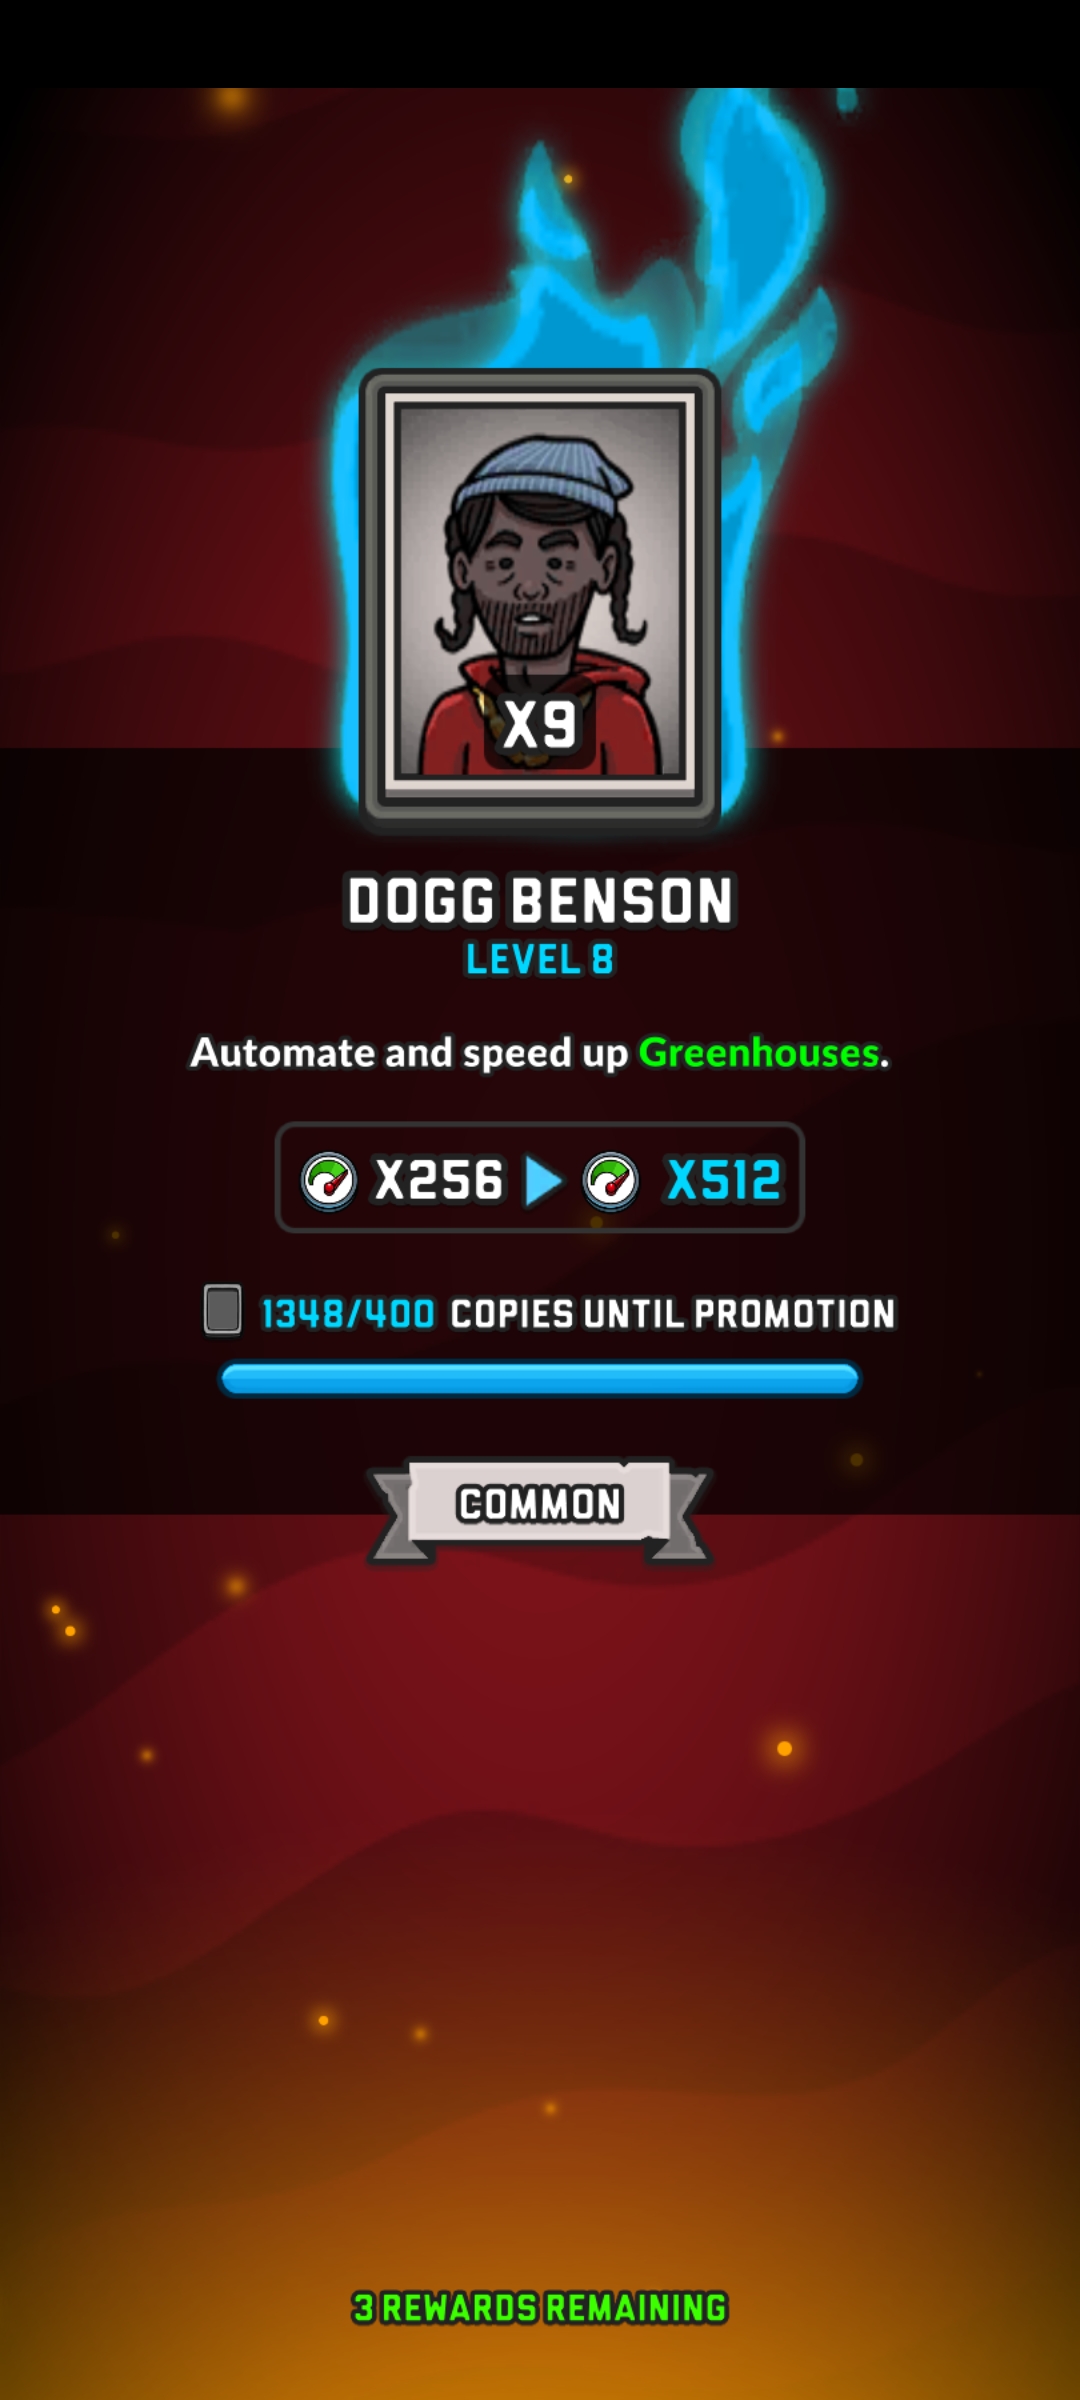 X9
DOGG BENSON
LEVEL 8
Automate and speed up Greenhouses.
X256 X512
1348/400 COPIES UNTIL PROMOTION
COMMON
3 REWARDS REMAINING